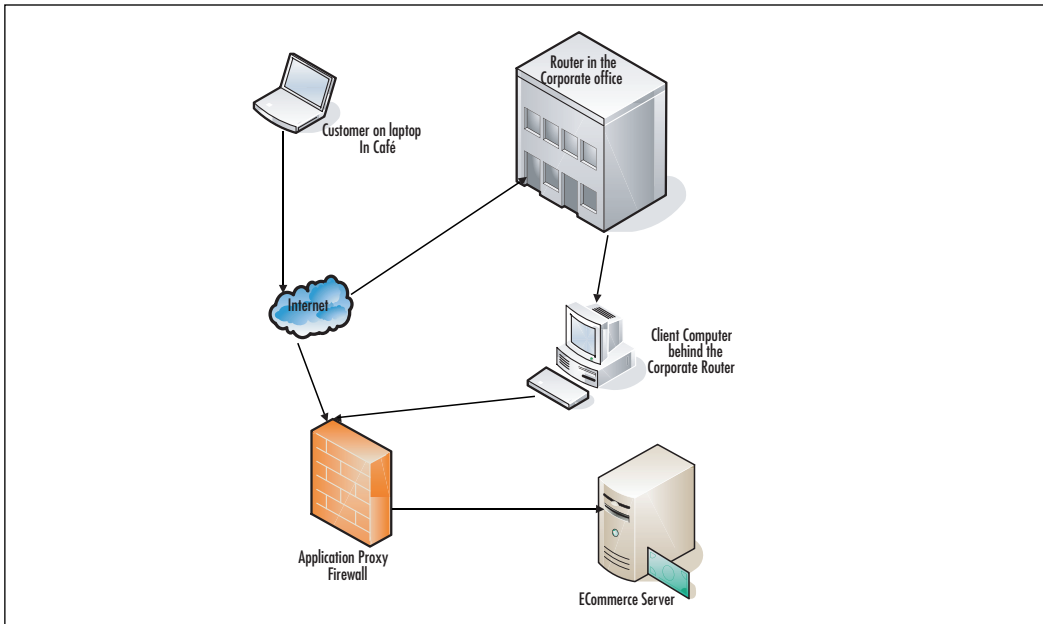 Router in the
Corporate office
Customer on laptop
In Café
Internet
Client Computer
behind the
Corporate Router
Application Proxy
Firewall
ECommerce Server